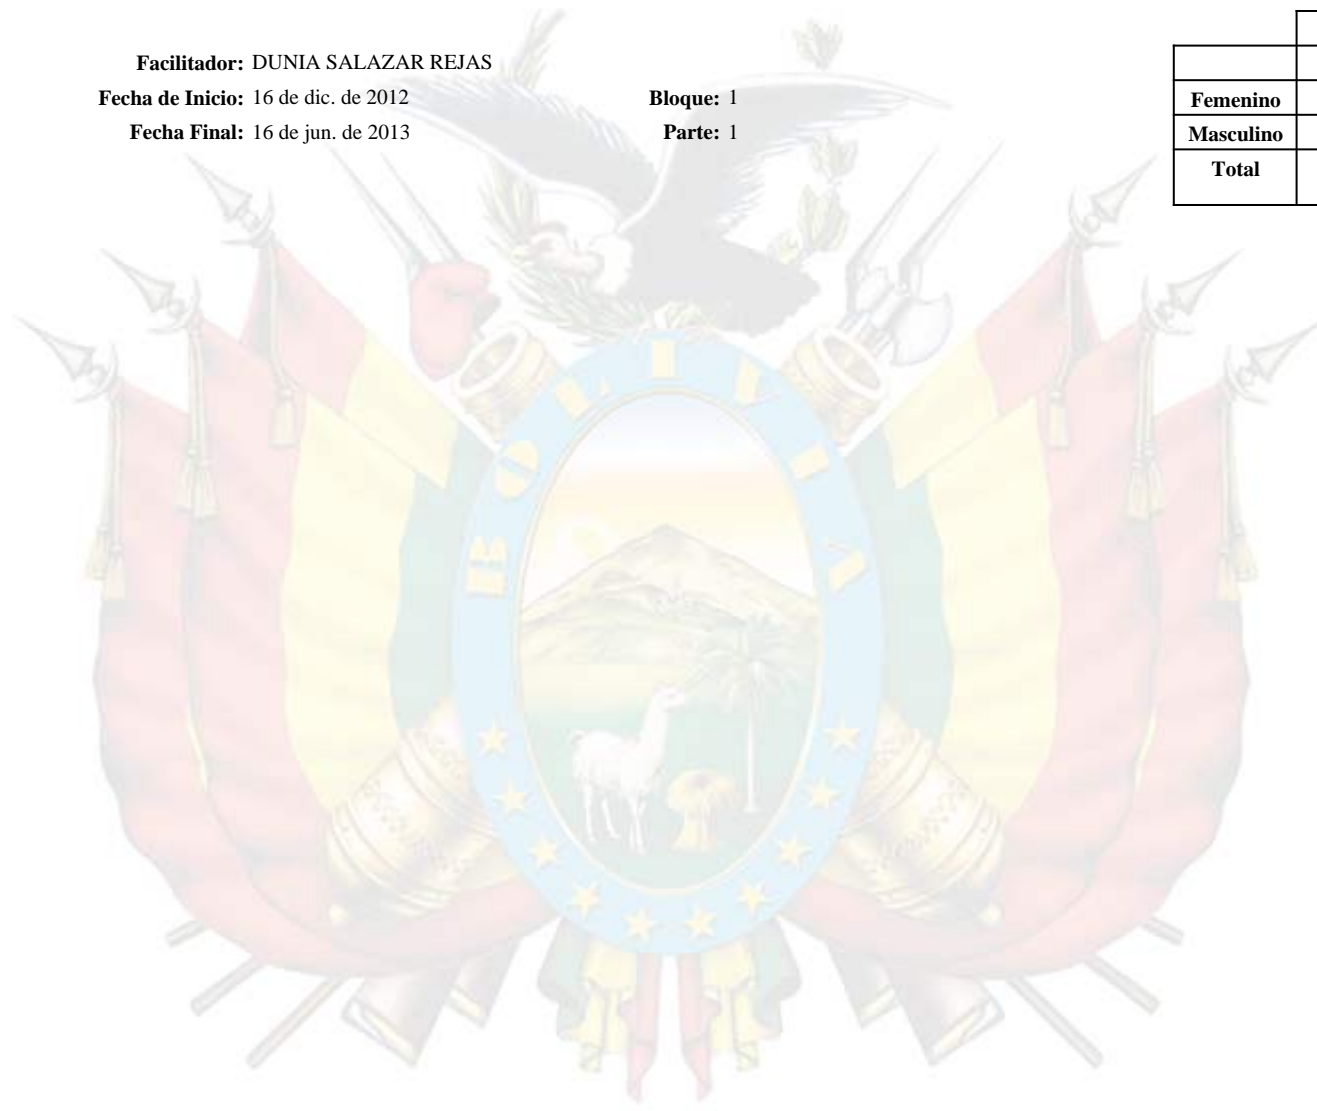 Facilitador: DUNIA SALAZAR REJAS
Fecha de Inicio: 16 de dic. de 2012 Bloque: 1
Fecha Final: 16 de jun. de 2013 Parte: 1
Femenino
Masculino
Total
BOLIVIA